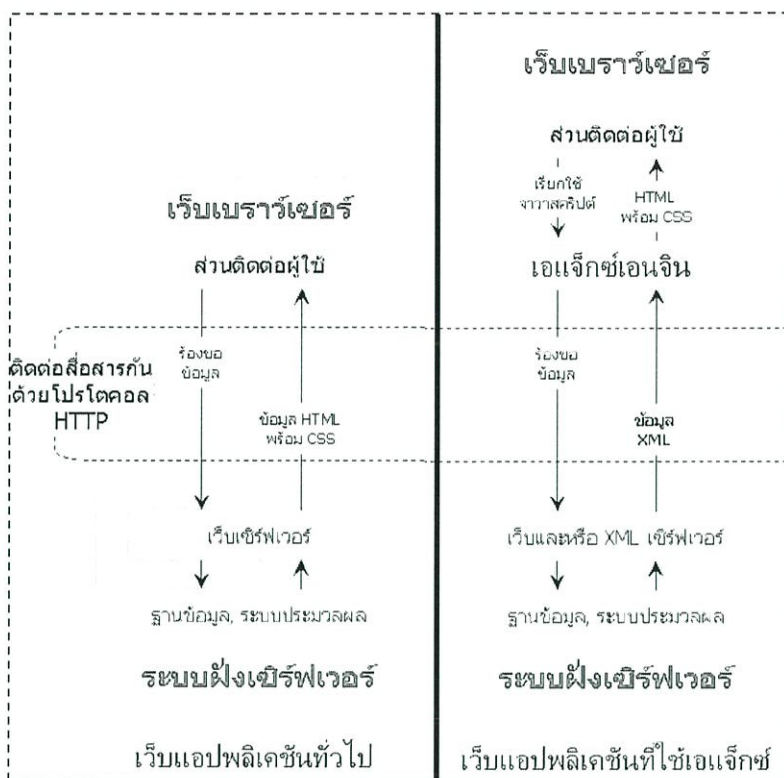 เว็บเบราว์เซอร์
ส่วนติดต่อผู้ใช้
ติดต่อสื่อสารกัน
ด้วยโปรโตคอล
HTTP
ร้องขอ
ข้อมูล
ข้อมูล HTML
พร้อม CSS
เว็บเซิร์ฟเวอร์
ฐานข้อมูล, ระบบประมวลผล
ระบบฝั่งเซิร์ฟเวอร์
เว็บแอปพลิเคชันทั่วไป
เว็บเบราว์เซอร์
ส่วนติดต่อผู้ใช้
เรียกใช้
จาวาสคริปต์
HTML
พร้อม CSS
เอแจ็กซ์เอนจิน
ร้องขอ
ข้อมูล
ข้อมูล
XML
เว็บและหรือ XML เซิร์ฟเวอร์
ฐานข้อมูล, ระบบประมวลผล
ระบบฝั่งเซิร์ฟเวอร์
เว็บแอปพลิเคชันที่ใช้เอแจ็กซ์